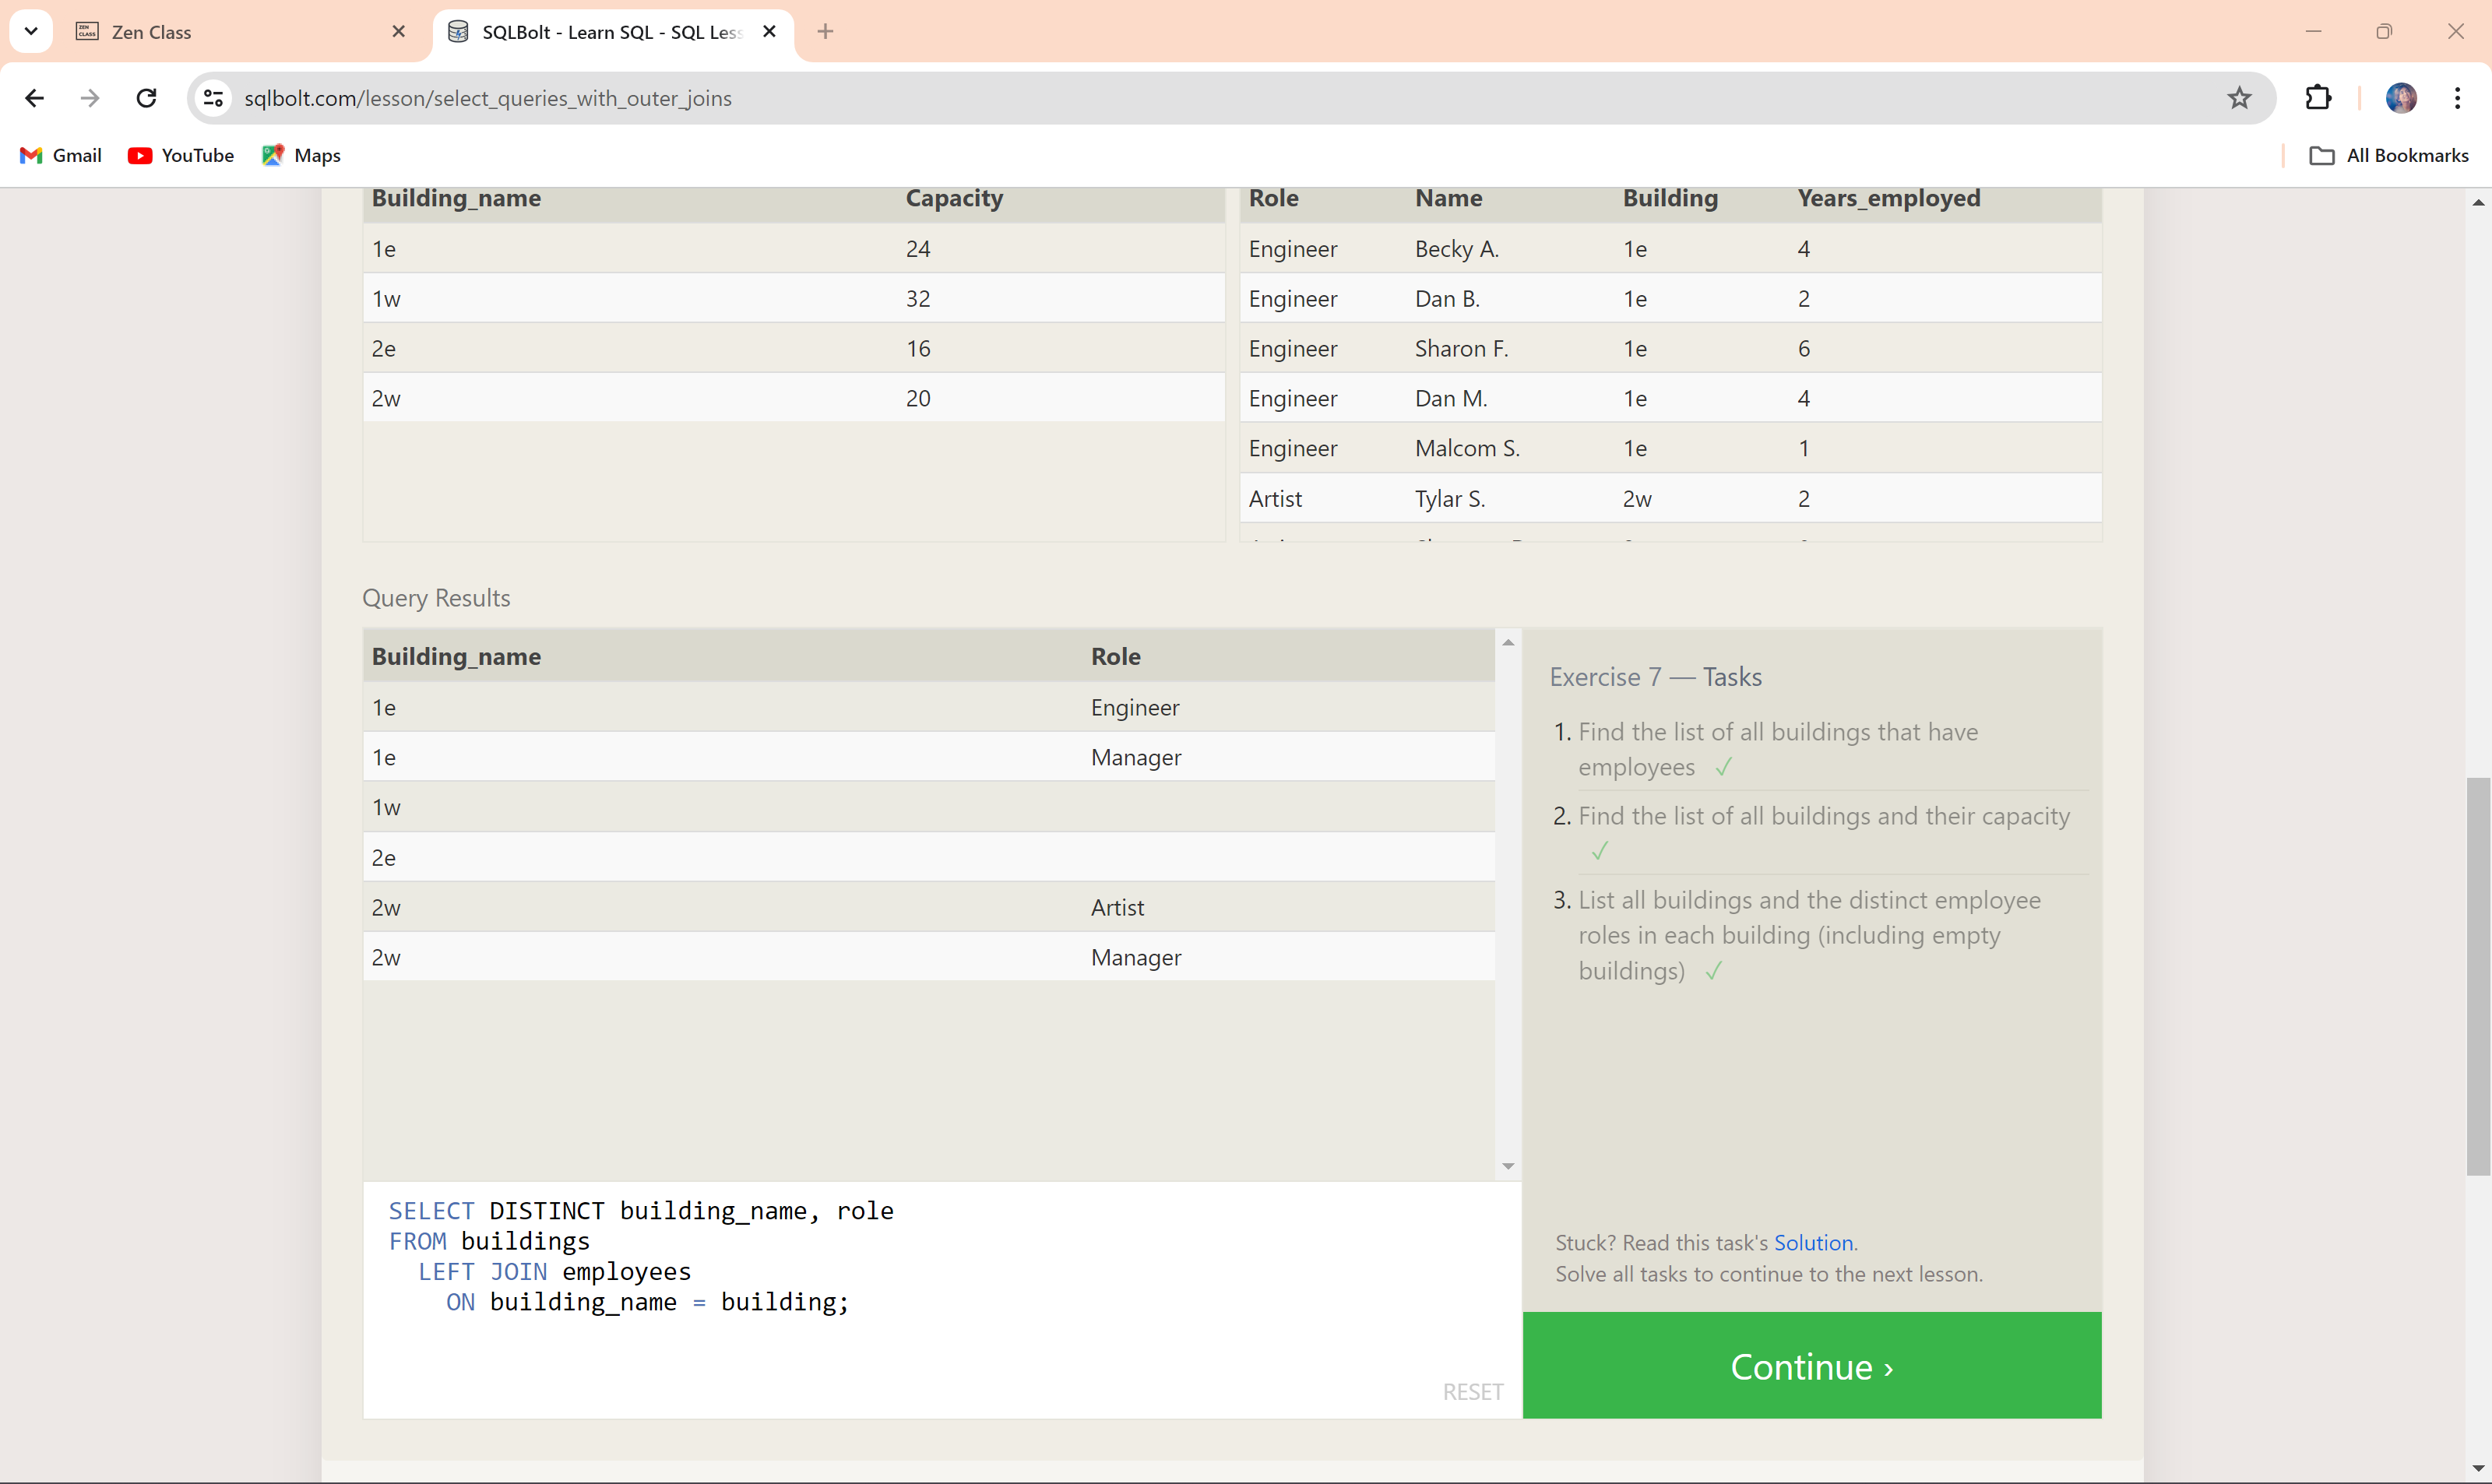 Zen Class
SQLBolt - Learn SQL - SQL Les
sqlbolt.com/lesson/select_queries_with_outer_joins
Gmail YouTube Maps All Bookmarks
Building_name Capacity
1e 24
1w 32
2e 16
2w 20
Role Name Building Years_employed
Engineer Becky A. 1e 4
Engineer Dan B. 1e 2
Engineer Sharon F. 1e 6
Engineer Dan M. 1e 4
Engineer Malcom S. 1e 1
Artist Tylar S. 2w 2
Query Results
Building_name Role
1e Engineer
1e Manager
1w
2e
2w Artist
2w Manager
Exercise 7 — Tasks
1. Find the list of all buildings that have
employees ✓
2. Find the list of all buildings and their capacity
✓
3. List all buildings and the distinct employee
roles in each building (including empty
buildings) ✓
SELECT DISTINCT building_name, role
FROM buildings
LEFT JOIN employees
ON building_name = building;
RESET
Stuck? Read this task's Solution.
Solve all tasks to continue to the next lesson.
Continue ›